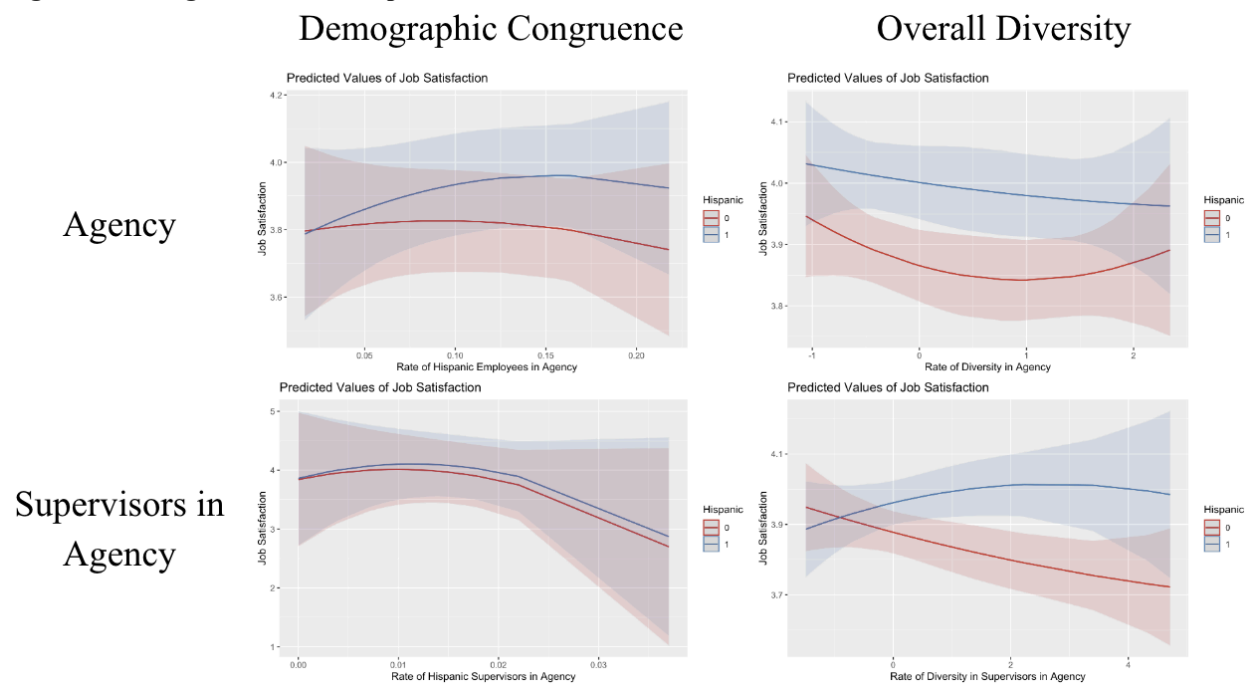 Demographic Congruence
Overall Diversity
Agency
Predicted Values of Job Satisfaction
4.2
4.0
3.8
3.6
Job Satisfaction
0.05
0.10
0.15
0.20
Rate of Hispanic Employees in Agency
Hispanic
0
1
Predicted Values of Job Satisfaction
4.1
4.0
3.9
3.8
Job Satisfaction
-1
0
1
2
Rate of Diversity in Agency
Hispanic
0
1
Supervisors in
Agency
Predicted Values of Job Satisfaction
5
4
3
2
1
Job Satisfaction
0.00
0.01
0.02
0.03
Rate of Hispanic Supervisors in Agency
Hispanic
0
1
Predicted Values of Job Satisfaction
4.1
3.9
3.7
Job Satisfaction
0
2
4
Rate of Diversity in Supervisors in Agency
Hispanic
0
1